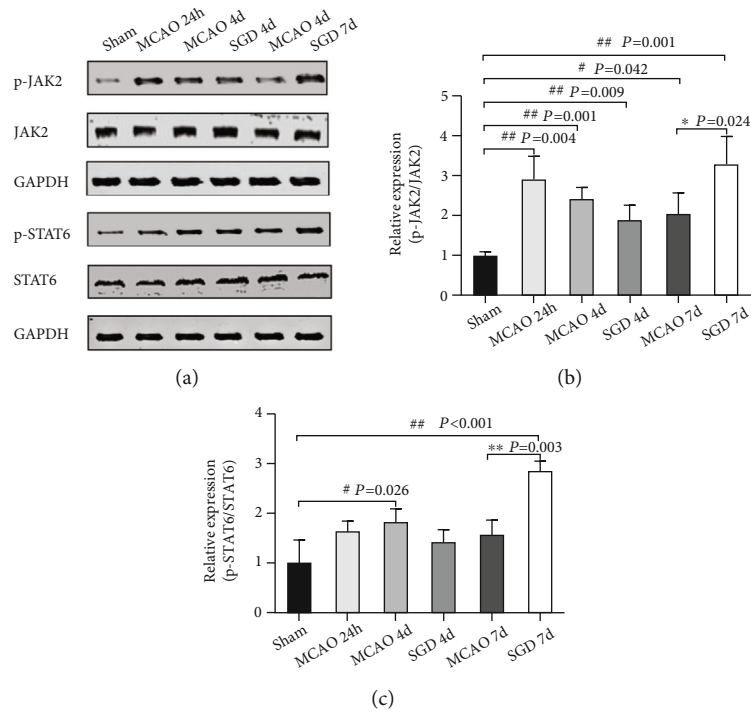 Sham MCAO 24h MCAO 4d SGD 4d MCAO 4d SGD 7d
p-JAK2
JAK2
GAPDH
p-STAT6
STAT6
GAPDH
(a)
## P=0.001
# P=0.042
## P=0.009
## P=0.001
## P=0.004
* P=0.024
Relative expression
(p-JAK2/JAK2)
5
4
3
2
1
0
Sham MCAO 24h MCAO 4d SGD 4d MCAO 7d SGD 7d
(b)
## P<0.001
** P=0.003
# P=0.026
Relative expression
(p-STAT6/STAT6)
4
3
2
1
0
Sham MCAO 24h MCAO 4d SGD 4d MCAO 7d SGD 7d
(c)